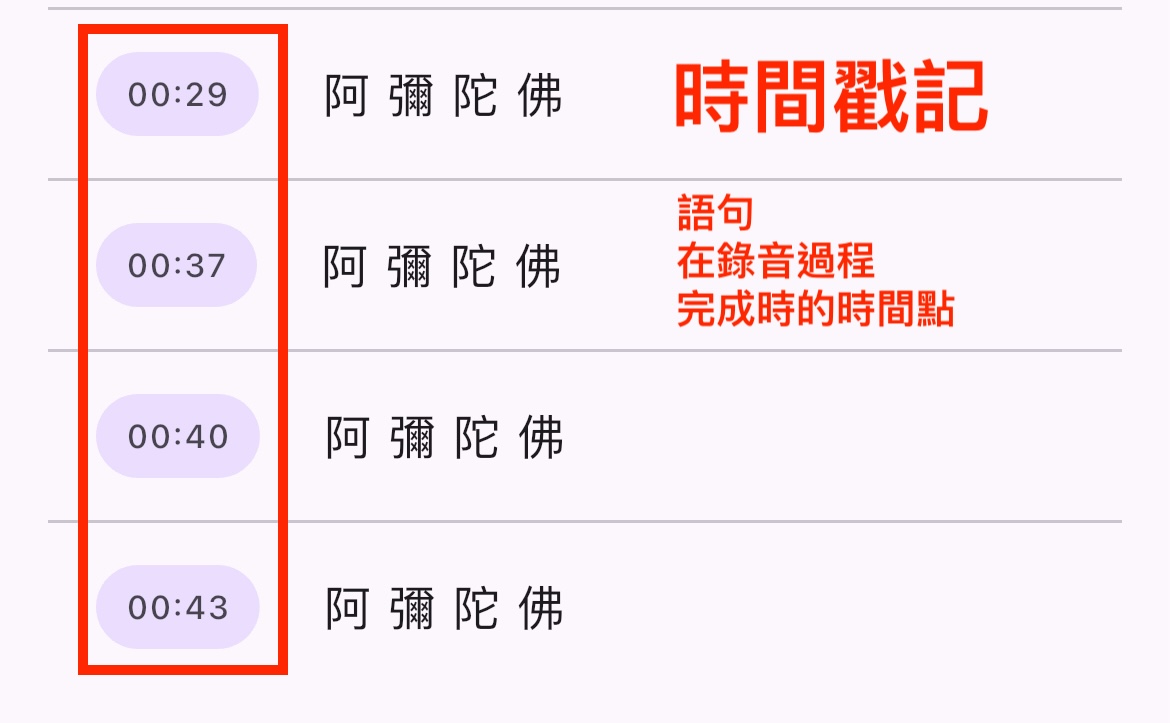 00:29 阿彌陀佛 時間戳記
語句
00:37 阿彌陀佛 在錄音過程
完成時的時間點
00:40 阿彌陀佛
00:43 阿彌陀佛